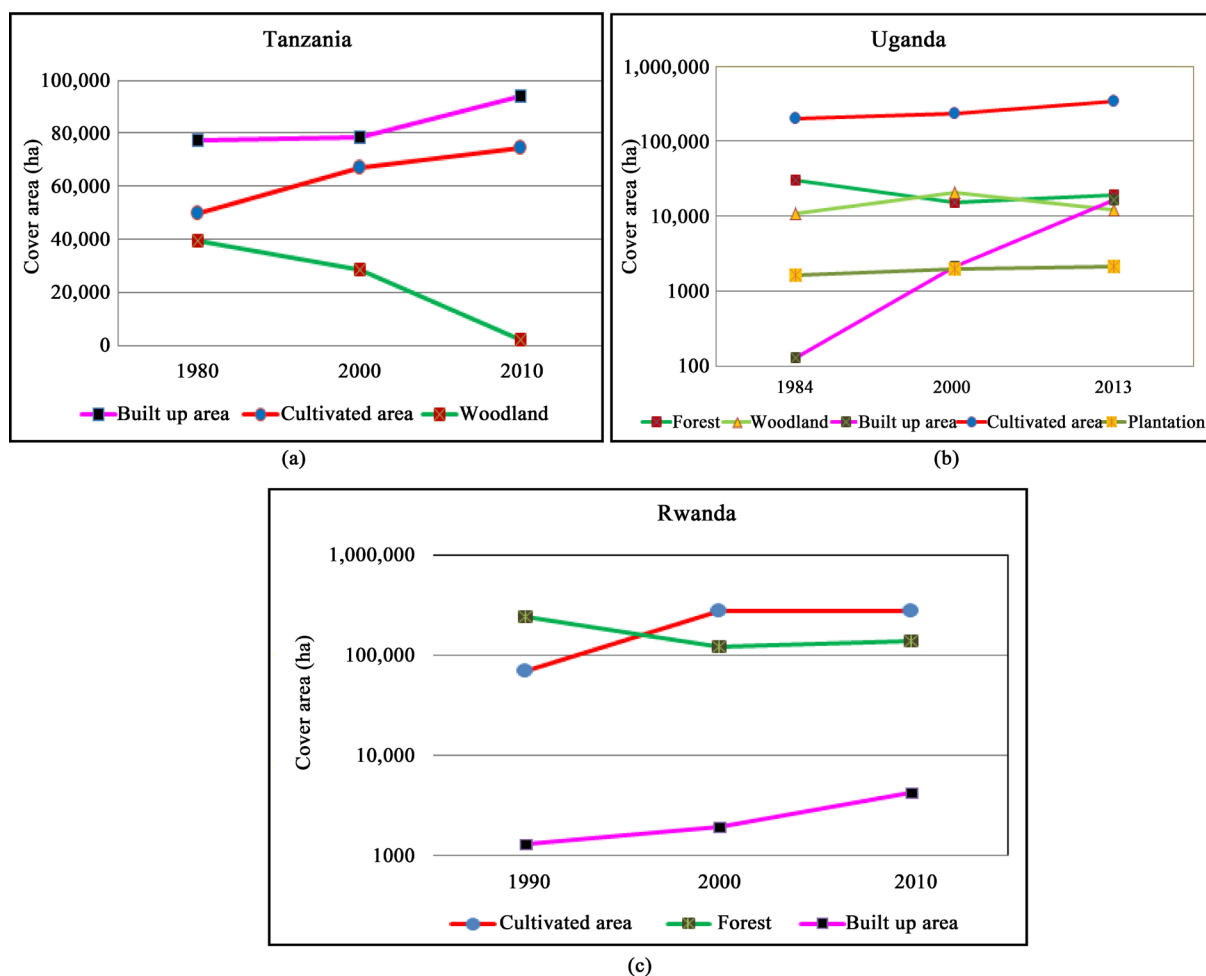 Tanzania
Cover area (ha)
100,000
80,000
60,000
40,000
20,000
0
1980 2000 2010
Built up area Cultivated area Woodland
(a)
Uganda
Cover area (ha)
1,000,000
100,000
10,000
1000
100
1984 2000 2013
Forest Woodland Built up area Cultivated area Plantation
(b)
Rwanda
Cover area (ha)
1,000,000
100,000
10,000
1000
1990 2000 2010
Cultivated area Forest Built up area
(c)